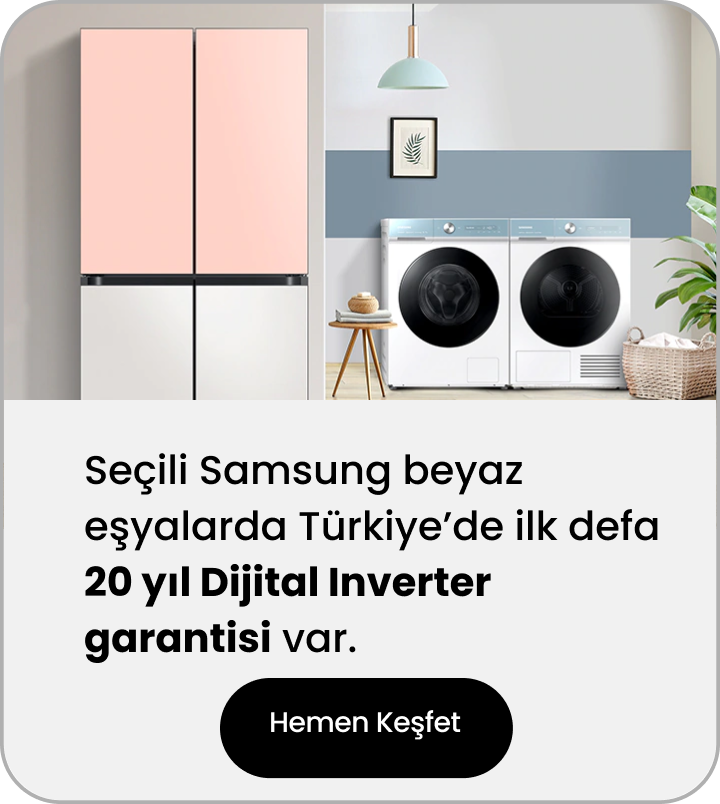 Seçili Samsung beyaz
eşyalarda Türkiye’de ilk defa
20 yıl Dijital Inverter
garantisi var.
Hemen Keşfet